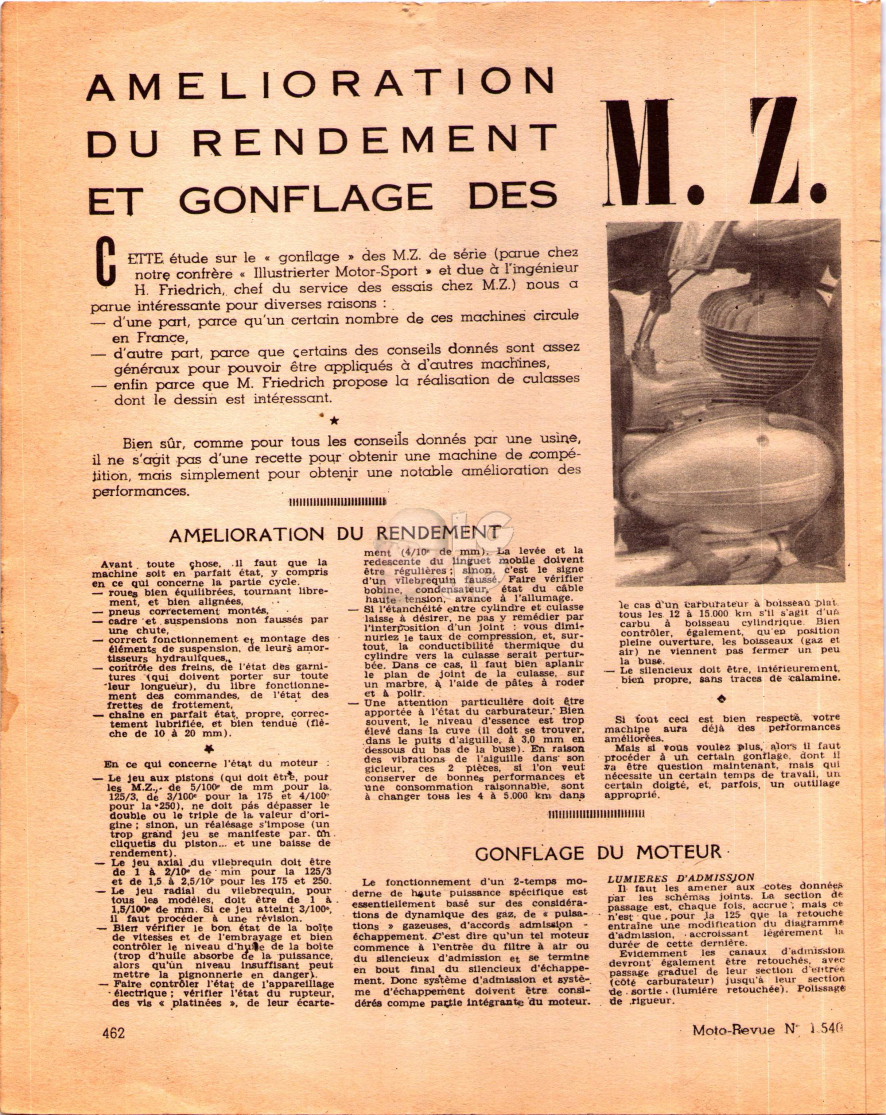 AMELIORATION
DU RENDEMENT
ET GONFLAGE DES
M. Z.
CETTE étude sur le « gonflage » des M.Z. de série (parue chez
notre confrère « Illustrierter Motor-Sport » et due à l'ingénieur
H. Friedrich, chef du service des essais chez M.Z.) nous a
parue intéressante pour diverses raisons :
— d'une part, parce qu'un certain nombre de ces machines circule
en France,
— d'autre part, parce que certains des conseils donnés sont assez
généraux pour pouvoir être appliqués à d'autres machines,
— enfin parce que M. Friedrich propose la réalisation de culasses
dont le dessin est intéressant.
Bien sûr, comme pour tous les conseils donnés par une usine,
il ne s'agit pas d'une recette pour obtenir une machine de compé-
tition, mais simplement pour obtenir une notable amélioration des
performances.
AMELIORATION DU RENDEMENT
Avant toute chose, il faut que la
machine soit en parfait état, y compris
en ce qui concerne la partie cycle.
— roues bien équilibrées, tournant libre-
ment, et bien alignées,
— pneus correctement montés,
— cadre et suspensions non faussés par
une chute,
— correct fonctionnement et montage des
éléments de suspension, de leurs amor-
tisseurs hydrauliques,
— contrôle des freins, de l'état des garni-
tures (qui doivent porter sur toute
leur longueur), du libre fonctionne-
ment des commandes, de l'état des
frettes de frottement,
— chaîne en parfait état, propre, correc-
tement lubrifiée, et bien tendue (flè-
che de 10 à 20 mm).
En ce qui concerne l'état du moteur :
— Le jeu aux pistons (qui doit être, pour
les M.Z., de 5/100e de mm pour la
125/3, de 3/100e pour la 175 et 4/100e
pour la 250), ne doit pas dépasser le
double ou le triple de la valeur d'ori-
gine ; sinon, un réalésage s'impose (un
trop grand jeu se manifeste par un
cliquetis du piston... et une baisse de
rendement).
— Le jeu axial du vilebrequin doit être
de 1 à 2/10e de mm pour la 125/3
et de 1,5 à 2,5/10e pour les 175 et 250.
— Le jeu radial du vilebrequin, pour
tous les modèles, doit être de 1 à
1,5/100e de mm. Si ce jeu atteint 3/100e,
il faut procéder à une révision.
— Bien vérifier le bon état de la boîte
de vitesses et de l'embrayage et bien
contrôler le niveau d'huile de la boîte
(trop d'huile absorbe de la puissance,
alors qu'un niveau insuffisant peut
mettre la pignonnerie en danger).
— Faire contrôler l'état de l'appareillage
électrique ; vérifier l'état du rupteur,
des vis « platinées », de leur écarte-
ment (4/10e de mm). La levée et la
redescente du linguet mobile doivent
être régulières ; sinon, c'est le signe
d'un vilebrequin faussé. Faire vérifier
bobine, condensateur, état du câble
haute tension, avance à l'allumage.
— Si l'étanchéité entre cylindre et culasse
laisse à désirer, ne pas y remédier par
l'interposition d'un joint : vous dimi-
nuriez le taux de compression, et, sur-
tout, la conductibilité thermique du
cylindre vers la culasse serait pertur-
bée. Dans ce cas, il faut bien aplanir
le plan de joint de la culasse, sur
un marbre, à l'aide de pâtes à roder
et à polir.
— Une attention particulière doit être
apportée à l'état du carburateur. Bien
souvent, le niveau d'essence est trop
élevé dans la cuve (il doit se trouver,
dans le puits d'aiguille, à 3,0 mm en
dessous du bas de la buse). En raison
des vibrations de l'aiguille dans son
gicleur, ces 2 pièces, si l'on veut
conserver de bonnes performances et
une consommation raisonnable, sont
à changer tous les 4 à 5.000 km dans
le cas d'un carburateur à boisseau plat,
tous les 12 à 15.000 km s'il s'agit d'un
carbu à boisseau cylindrique. Bien
contrôler, également, qu'en position
pleine ouverture, les boisseaux (gaz et
air) ne viennent pas fermer un peu
la buse.
— Le silencieux doit être, intérieurement,
bien propre, sans traces de calamine.
Si tout ceci est bien respecté, votre
machine aura déjà des performances
améliorées.
Mais si vous voulez plus, alors il faut
procéder à un certain gonflage, dont il
va être question maintenant, mais qui
nécessite un certain temps de travail, un
certain doigté, et, parfois, un outillage
approprié.
GONFLAGE DU MOTEUR
Le fonctionnement d'un 2-temps mo-
derne de haute puissance spécifique est
essentiellement basé sur des considéra-
tions de dynamique des gaz, de « pulsa-
tions » gazeuses, d'accords admission -
échappement. C'est dire qu'un tel moteur
commence à l'entrée du filtre à air ou
du silencieux d'admission et se termine
en bout final du silencieux d'échappe-
ment. Donc système d'admission et systè-
me d'échappement doivent être consi-
dérés comme partie intégrante du moteur.
LUMIERES D'ADMISSION
Il faut les amener aux cotes données
par les schémas joints. La section de
passage est, chaque fois, accrue ; mais ce
n'est que pour la 125 que la retouche
entraîne une modification du diagramme
d'admission, accroissant légèrement la
durée de cette dernière.
Evidemment les canaux d'admission
devront également être retouchés, avec
passage graduel de leur section d'entrée
(côté carburateur) jusqu'à leur section
de sortie (lumière retouchée). Polissage
de rigueur.
462
Moto-Revue N° 1.540